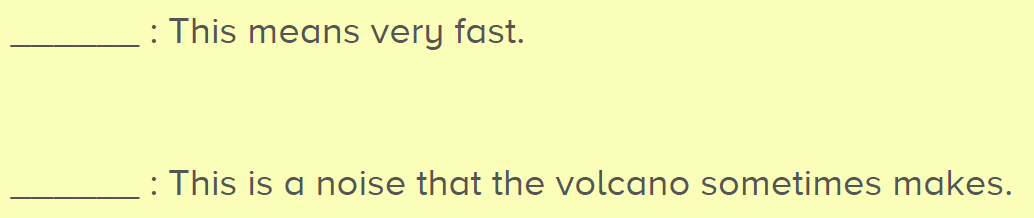 _______ : This means very fast.
_______ : This is a noise that the volcano sometimes makes.